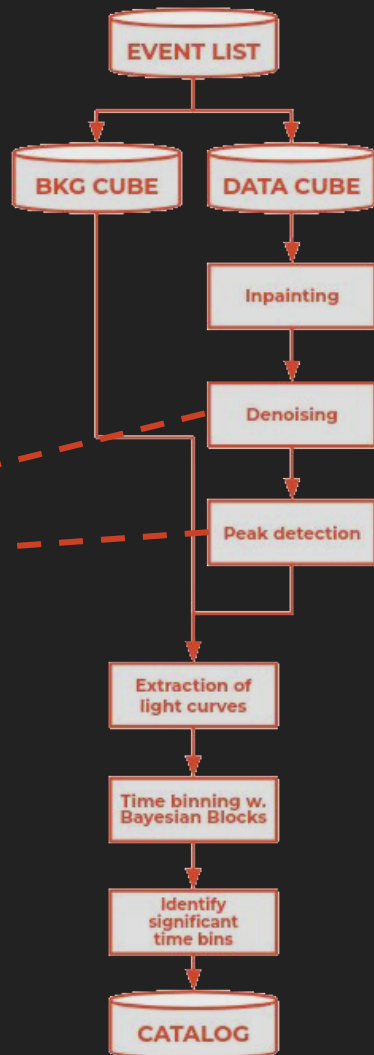 EVENT LIST
BKG CUBE
DATA CUBE
Inpainting
Denoising
Peak detection
Extraction of
light curves
Time binning w.
Bayesian Blocks
Identify
significant
time bins
CATALOG